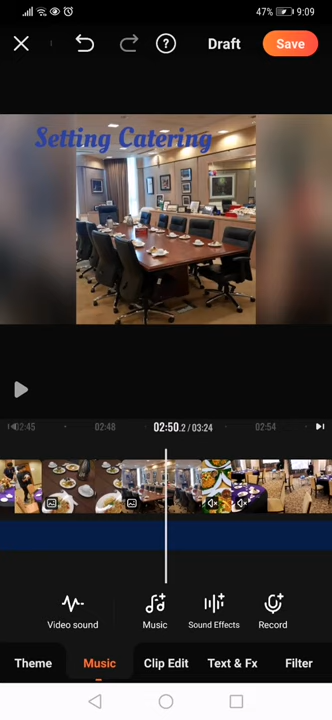 47% 9:09
? Draft Save
Setting Catering
02:45 02:48 02:50.2 / 03:24 02:54
Video sound Music Sound Effects Record
Theme Music Clip Edit Text & Fx Filter